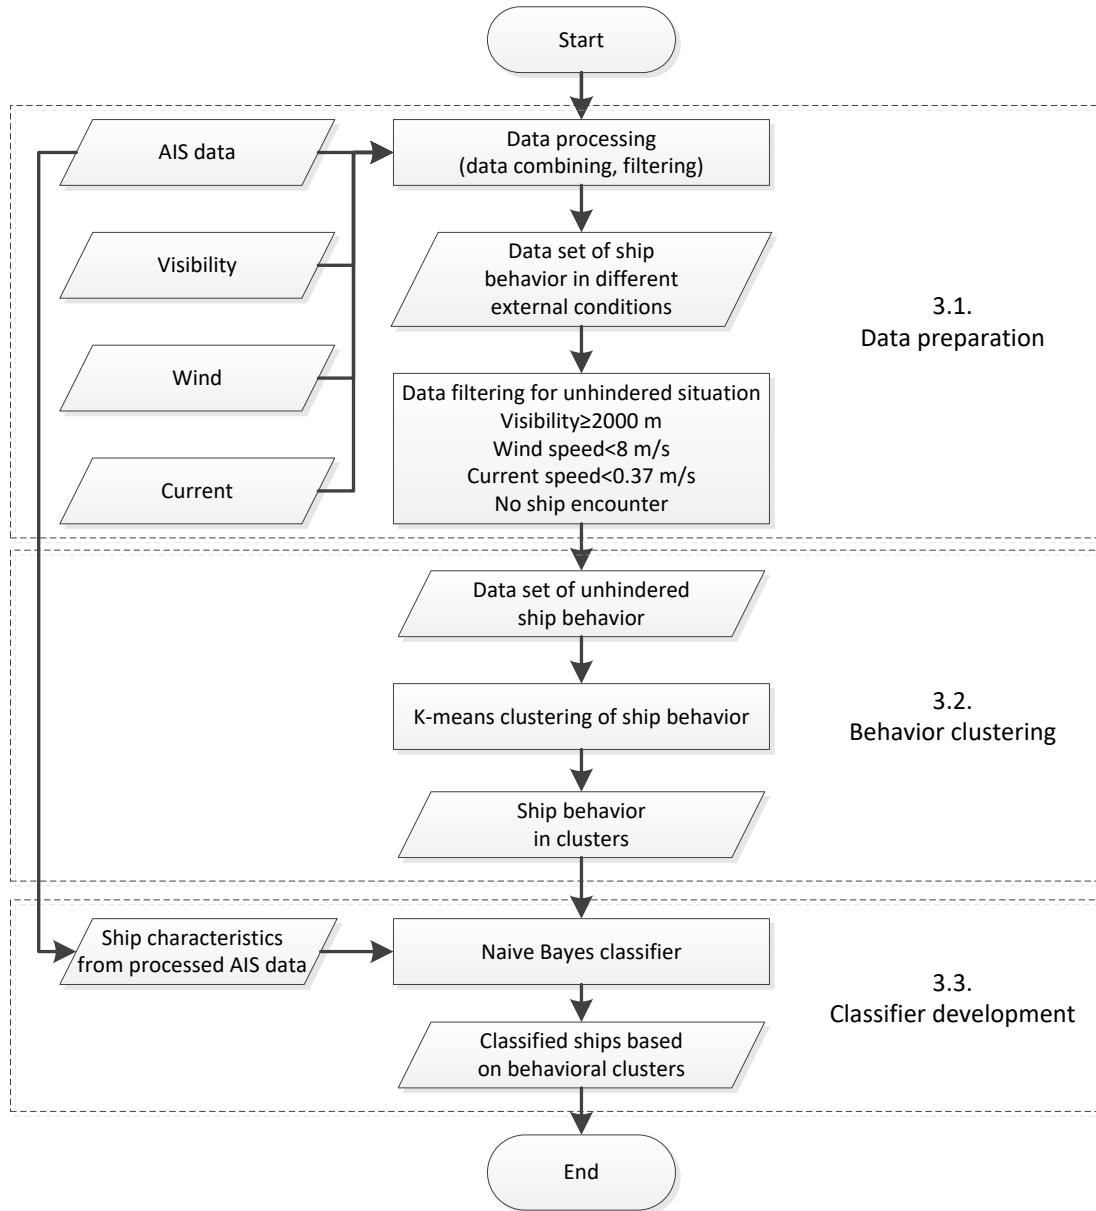 Start
AIS data
Data processing
(data combining, filtering)
Visibility
Data set of ship
behavior in different
external conditions
3.1.
Data preparation
Wind
Data filtering for unhindered situation
Visibility≥2000 m
Wind speed<8 m/s
Current speed<0.37 m/s
No ship encounter
Current
Data set of unhindered
ship behavior
K-means clustering of ship behavior
3.2.
Behavior clustering
Ship behavior
in clusters
Ship characteristics
from processed AIS data
Naive Bayes classifier
3.3.
Classifier development
Classified ships based
on behavioral clusters
End